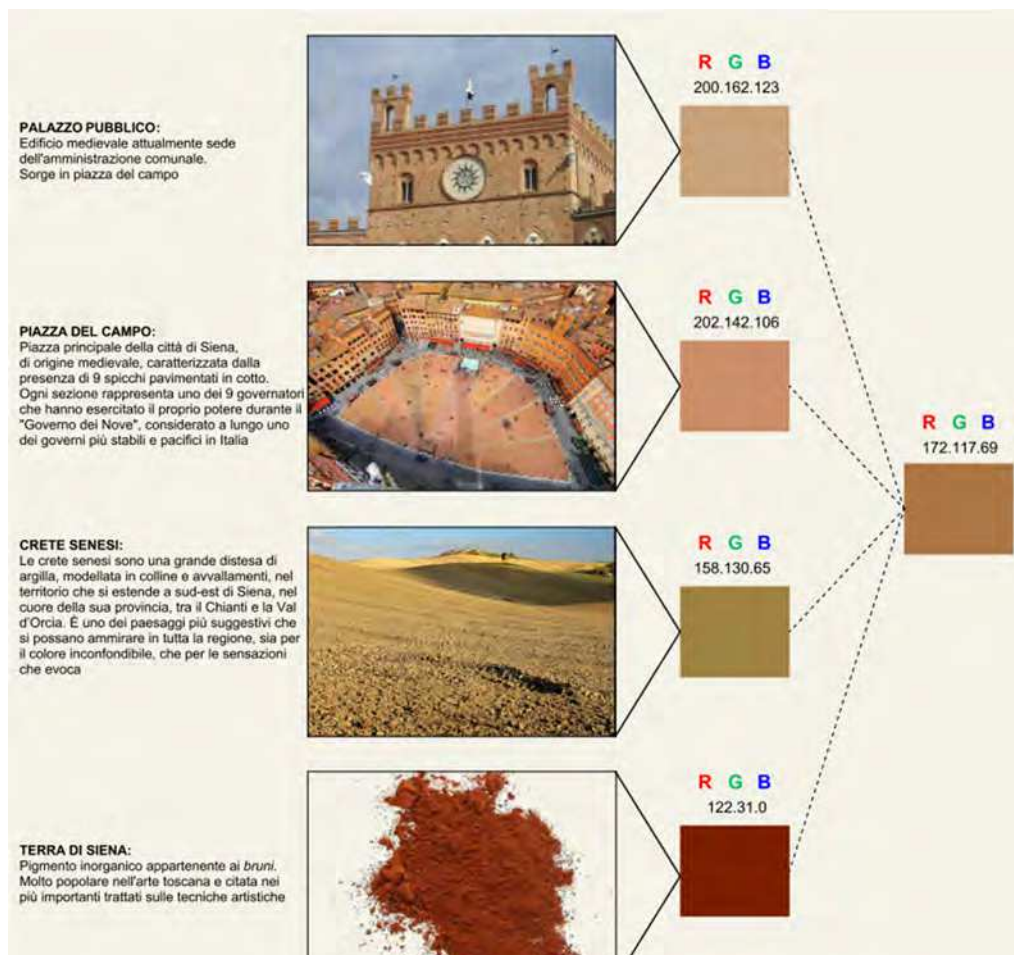 R G B
200.162.123
PALAZZO PUBBLICO:
Edificio medievale attualmente sede
dell'amministrazione comunale.
Sorge in piazza del campo
R G B
202.142.106
PIAZZA DEL CAMPO:
Piazza principale della città di Siena,
di origine medievale, caratterizzata dalla
presenza di 9 spicchi pavimentati in cotto.
Ogni sezione rappresenta uno dei 9 governatori
che hanno esercitato il proprio potere durante il
"Governo dei Nove", considerato a lungo uno
dei governi più stabili e pacifici in Italia
R G B
172.117.69
CRETE SENESI:
Le crete senesi sono una grande distesa di
argilla, modellata in colline e avvallamenti, nel
territorio che si estende a sud-est di Siena, nel
cuore della sua provincia, tra il Chianti e la Val
d'Orcia. È uno dei paesaggi più suggestivi che
si possano ammirare in tutta la regione, sia per
il colore inconfondibile, che per le sensazioni
che evoca
R G B
158.130.65
R G B
122.31.0
TERRA DI SIENA:
Pigmento inorganico appartenente ai bruni.
Molto popolare nell'arte toscana e citata nei
più importanti trattati sulle tecniche artistiche